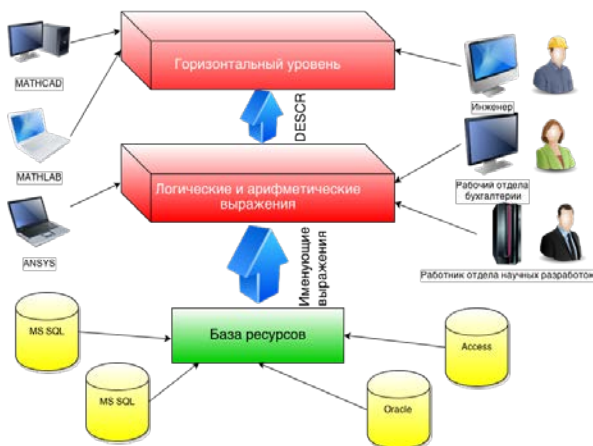 MATHCAD
Горизонтальный уровень
Инженер
DESCR
MATHLAB
Логические и арифметические
выражения
Рабочий отдела
бухгалтерии
ANSYS
Работник отдела научных разработок
Именующие
выражения
MS SQL
База ресурсов
Access
MS SQL
Oracle